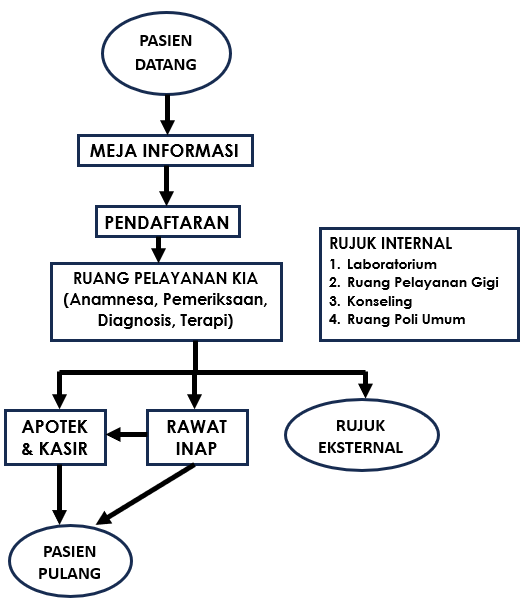 PASIEN
DATANG
MEJA INFORMASI
PENDAFTARAN
RUANG PELAYANAN KIA
(Anamnesa, Pemeriksaan,
Diagnosis, Terapi)
RUJUK INTERNAL
1. Laboratorium
2. Ruang Pelayanan Gigi
3. Konseling
4. Ruang Poli Umum
APOTEK
& KASIR
RAWAT
INAP
RUJUK
EKSTERNAL
PASIEN
PULANG